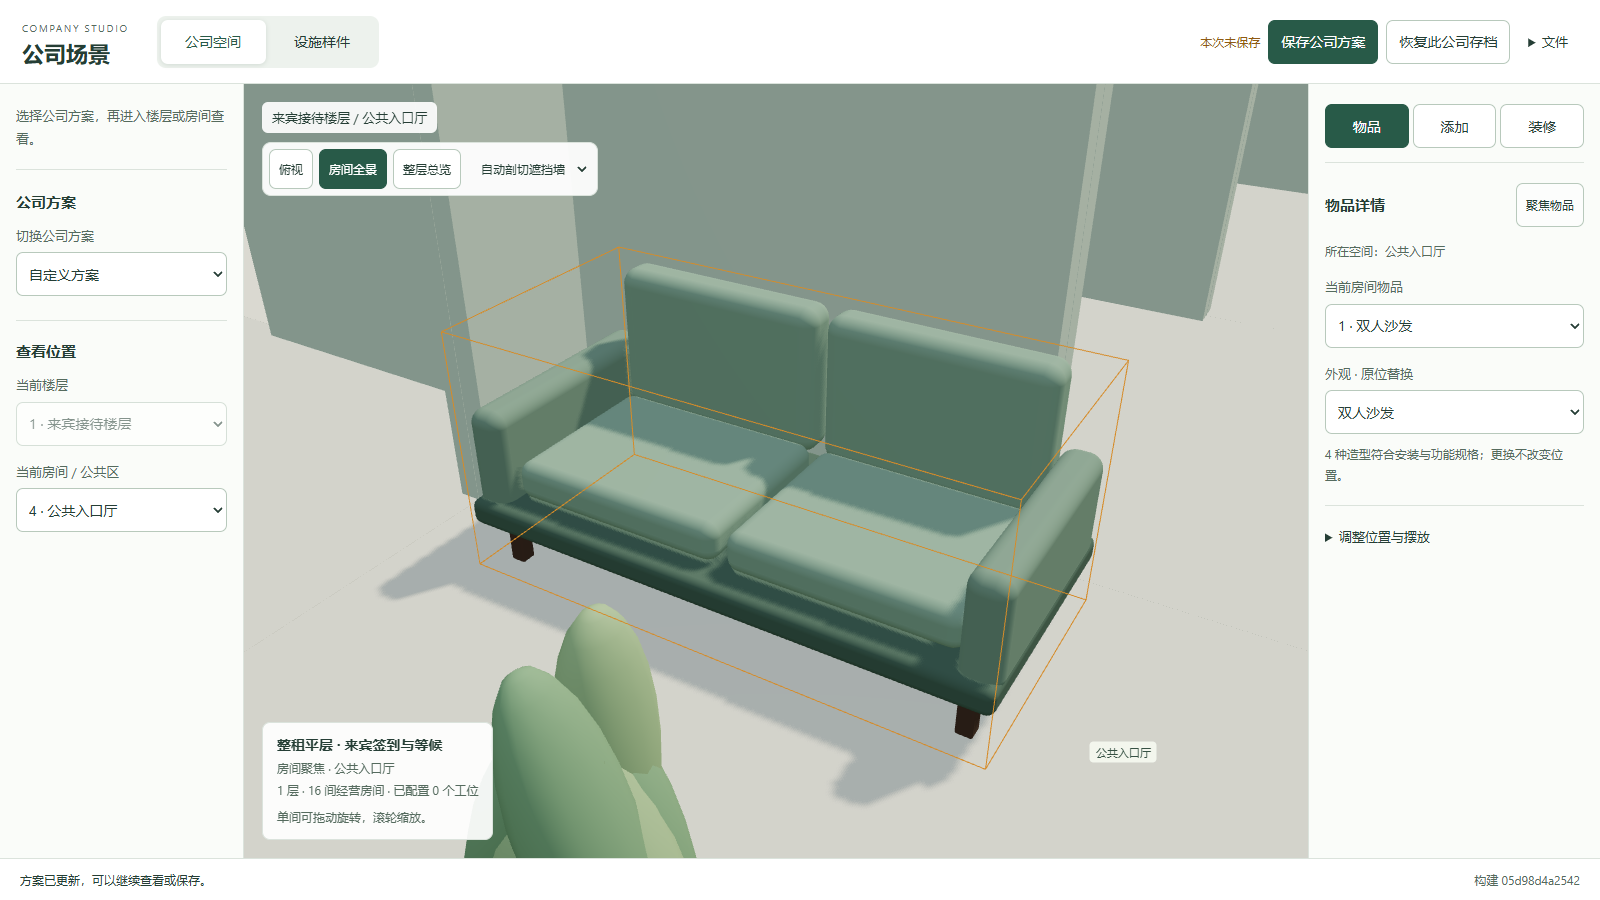 COMPANY STUDIO
公司场景
公司空间
设施样件
本次未保存
保存公司方案
恢复此公司存档
▶ 文件
选择公司方案，再进入楼层或房间查
看。
公司方案
切换公司方案
自定义方案
查看位置
当前楼层
1 · 来宾接待楼层
当前房间 / 公共区
4 · 公共入口厅
来宾接待楼层 / 公共入口厅
俯视
房间全景
整层总览
自动剖切遮挡墙
整租平层 · 来宾签到与等候
房间聚焦 · 公共入口厅
1 层 · 16 间经营房间 · 已配置 0 个工位
单间可拖动旋转，滚轮缩放。
公共入口厅
物品
添加
装修
物品详情
聚焦物品
所在空间：公共入口厅
当前房间物品
1 · 双人沙发
外观 · 原位替换
双人沙发
4 种造型符合安装与功能规格；更换不改变位
置。
▶ 调整位置与摆放
方案已更新，可以继续查看或保存。
构建 05d98d4a2542